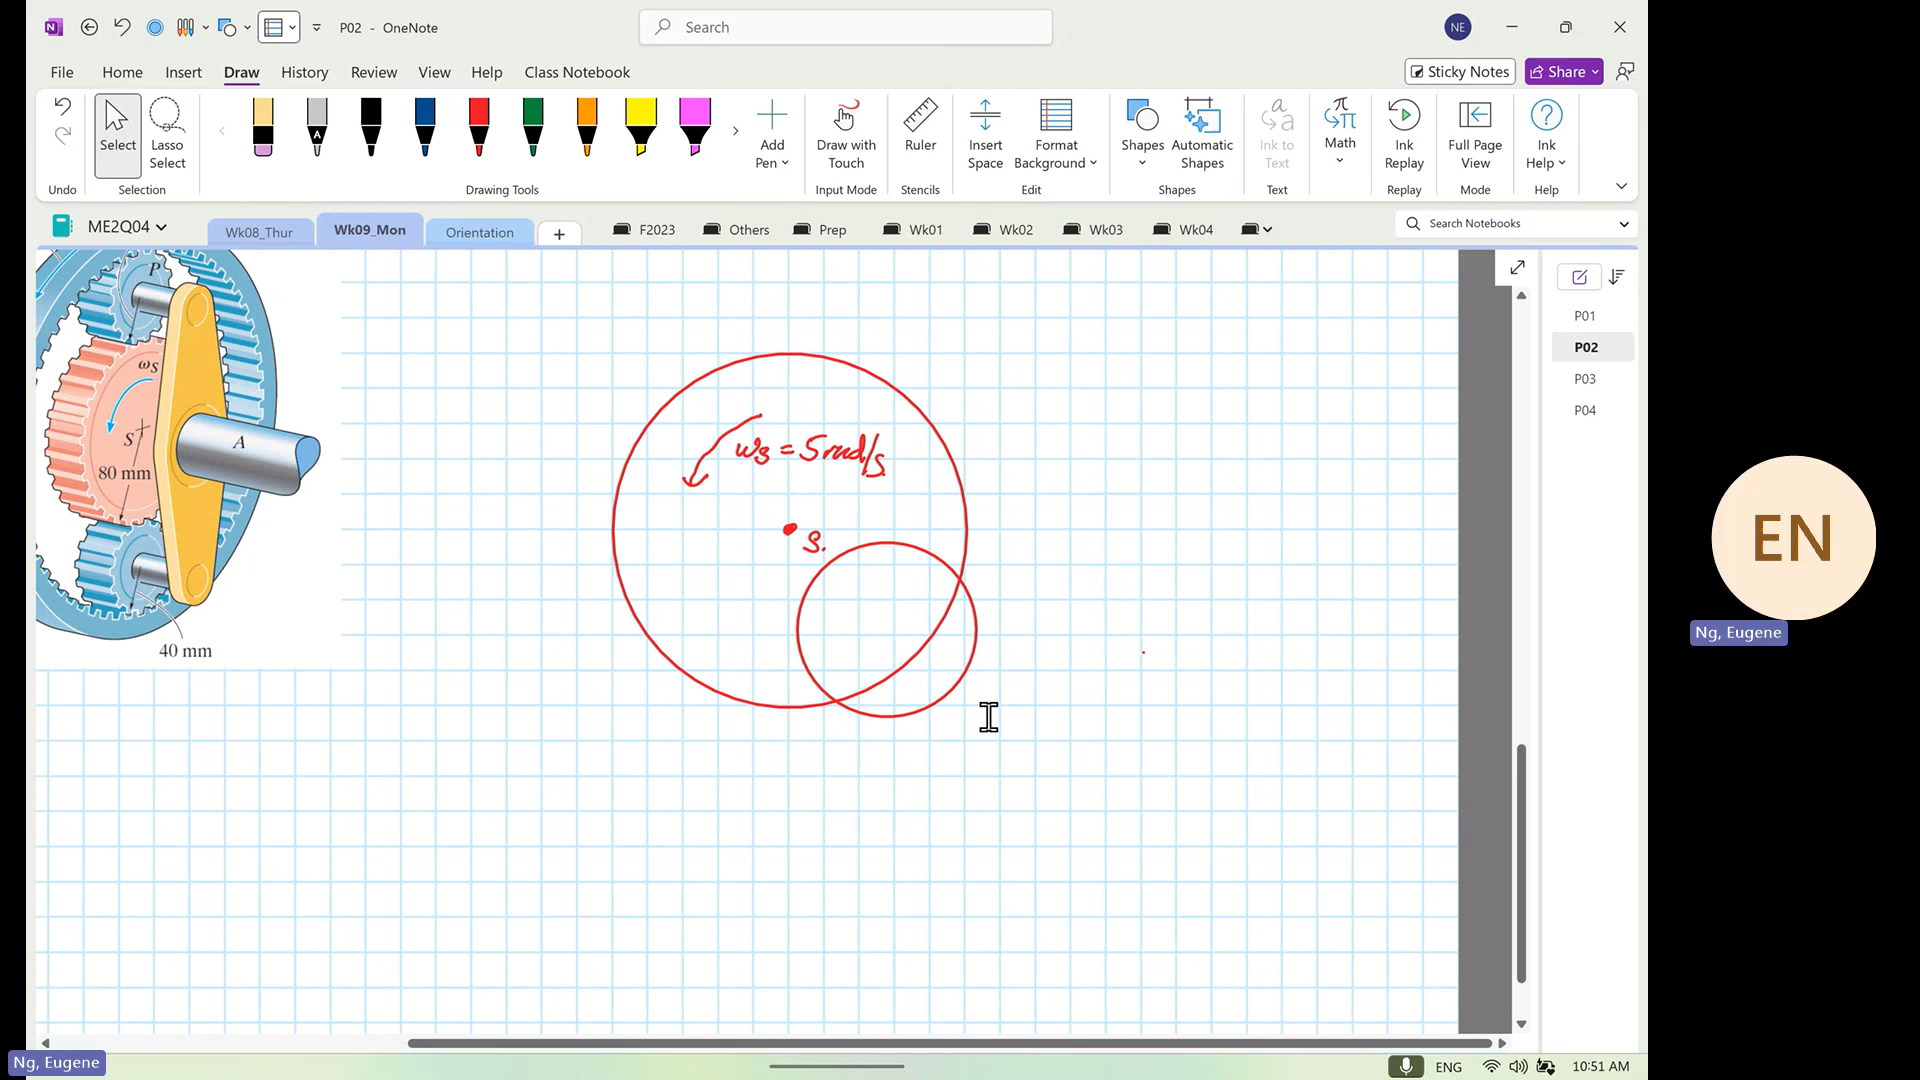 P02 - OneNote
Search
NE
File Home Insert Draw History Review View Help Class Notebook
Sticky Notes
Share
Undo
Select
Lasso Select
Selection
A
Drawing Tools
Add Pen
Draw with Touch
Input Mode
Ruler
Stencils
Insert Space
Format Background
Edit
Shapes
Automatic Shapes
Shapes
Ink to Text
Text
Math
Ink Replay
Replay
Full Page View
Mode
Ink Help
Help
ME2Q04
Wk08_Thur
Wk09_Mon
Orientation
F2023
Others
Prep
Wk01
Wk02
Wk03
Wk04
Search Notebooks
P01
P02
P03
P04
P
ωS
S
A
80 mm
40 mm
ωs = 5 rad/s
S.
EN
Ng, Eugene
Ng, Eugene
ENG
10:51 AM